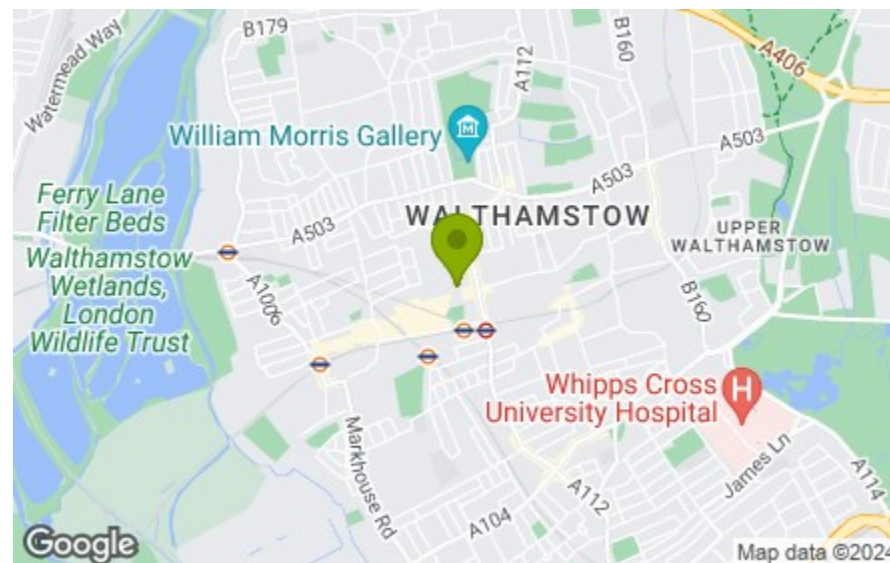 Watermead Way
B179
A112
B160
A406
William Morris Gallery
A503
A503
A503
Ferry Lane
Filter Beds
WALTHAMSTOW
UPPER
WALTHAMSTOW
Walthamstow
Wetlands,
London
Wildlife Trust
A1006
B160
Whipps Cross
University Hospital
H
Markhouse Rd
James Ln
A112
A114
A104
Google
Map data ©2024